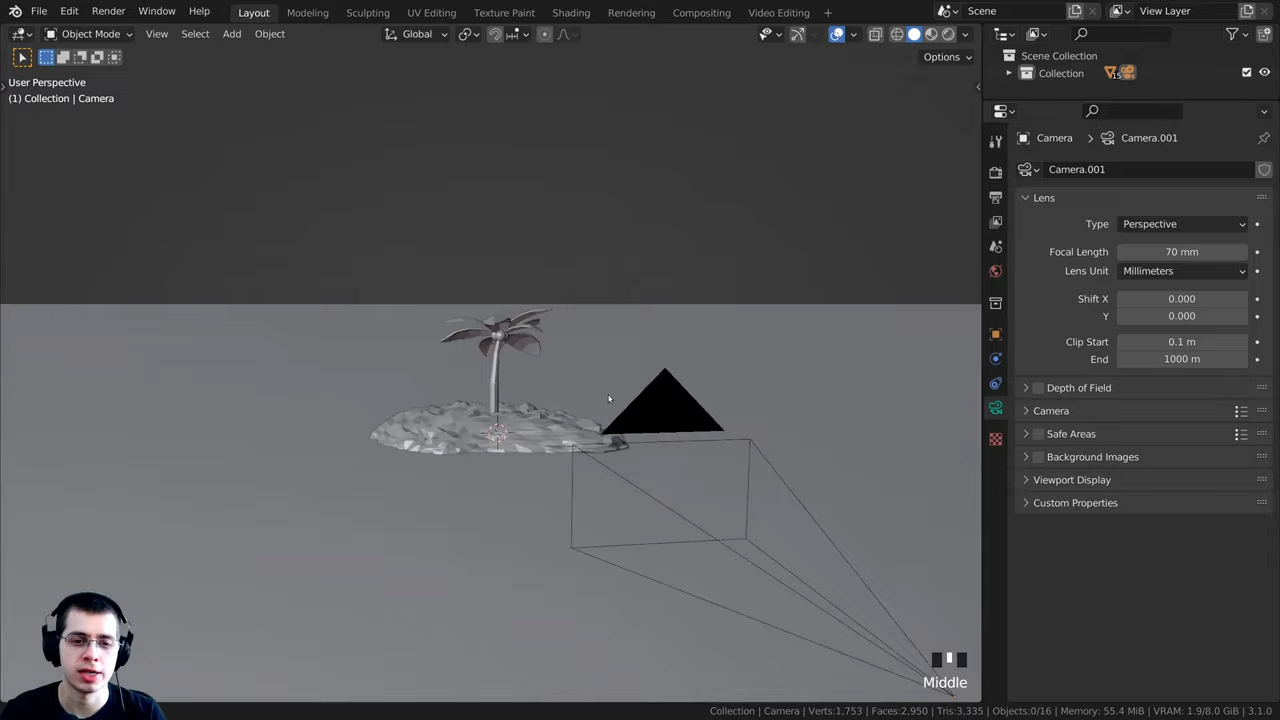 File Edit Render Window Help Layout Modeling Sculpting UV Editing Texture Paint Shading Rendering Compositing Video Editing + Scene View Layer
Object Mode View Select Add Object Global
Options
User Perspective
(1) Collection | Camera
Scene Collection
Collection 15
Camera Camera.001
Camera.001
Lens
Type Perspective
Focal Length 70 mm
Lens Unit Millimeters
Shift X 0.000
Y 0.000
Clip Start 0.1 m
End 1000 m
Depth of Field
Camera
Safe Areas
Background Images
Viewport Display
Custom Properties
Middle
Collection | Camera Verts:1,753 | Faces:2,950 | Tris:3,335 | Objects:0/16 | Memory: 55.4 MiB | VRAM: 1.9/8.0 GiB | 3.1.0